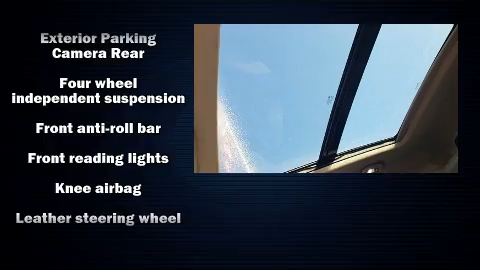 Exterior Parking
Camera Rear
Four wheel
independent suspension
Front anti-roll bar
Front reading lights
Knee airbag
Leather steering wheel